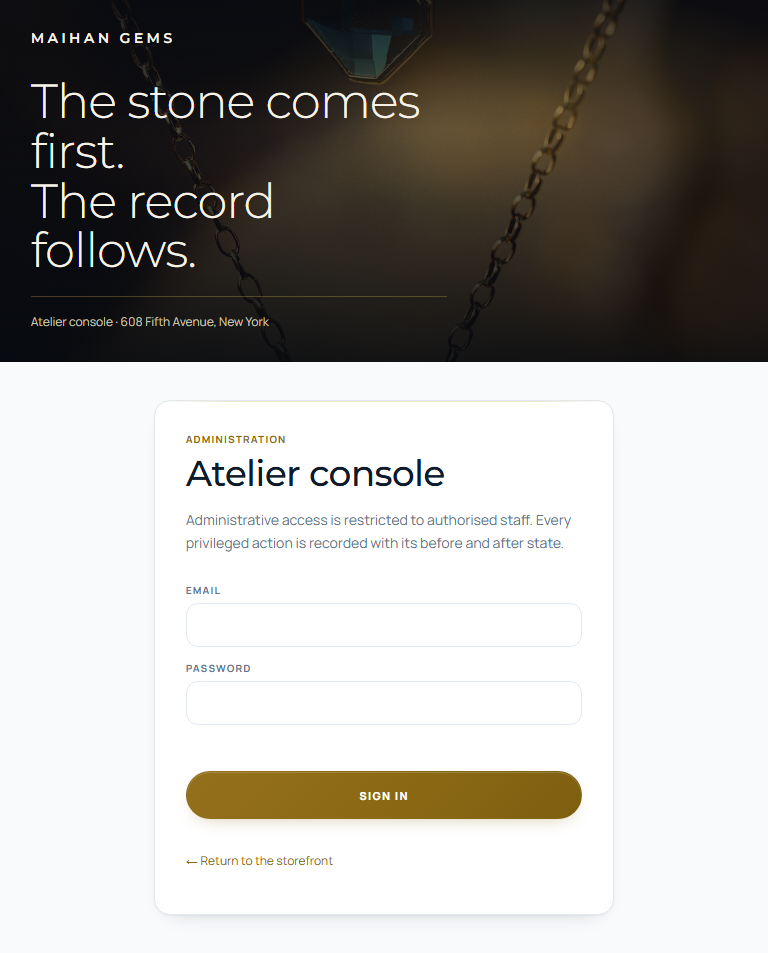 MAIHAN GEMS
The stone comes
first.
The record
follows.
Atelier console · 608 Fifth Avenue, New York
ADMINISTRATION
Atelier console
Administrative access is restricted to authorised staff. Every
privileged action is recorded with its before and after state.
EMAIL
PASSWORD
SIGN IN
← Return to the storefront